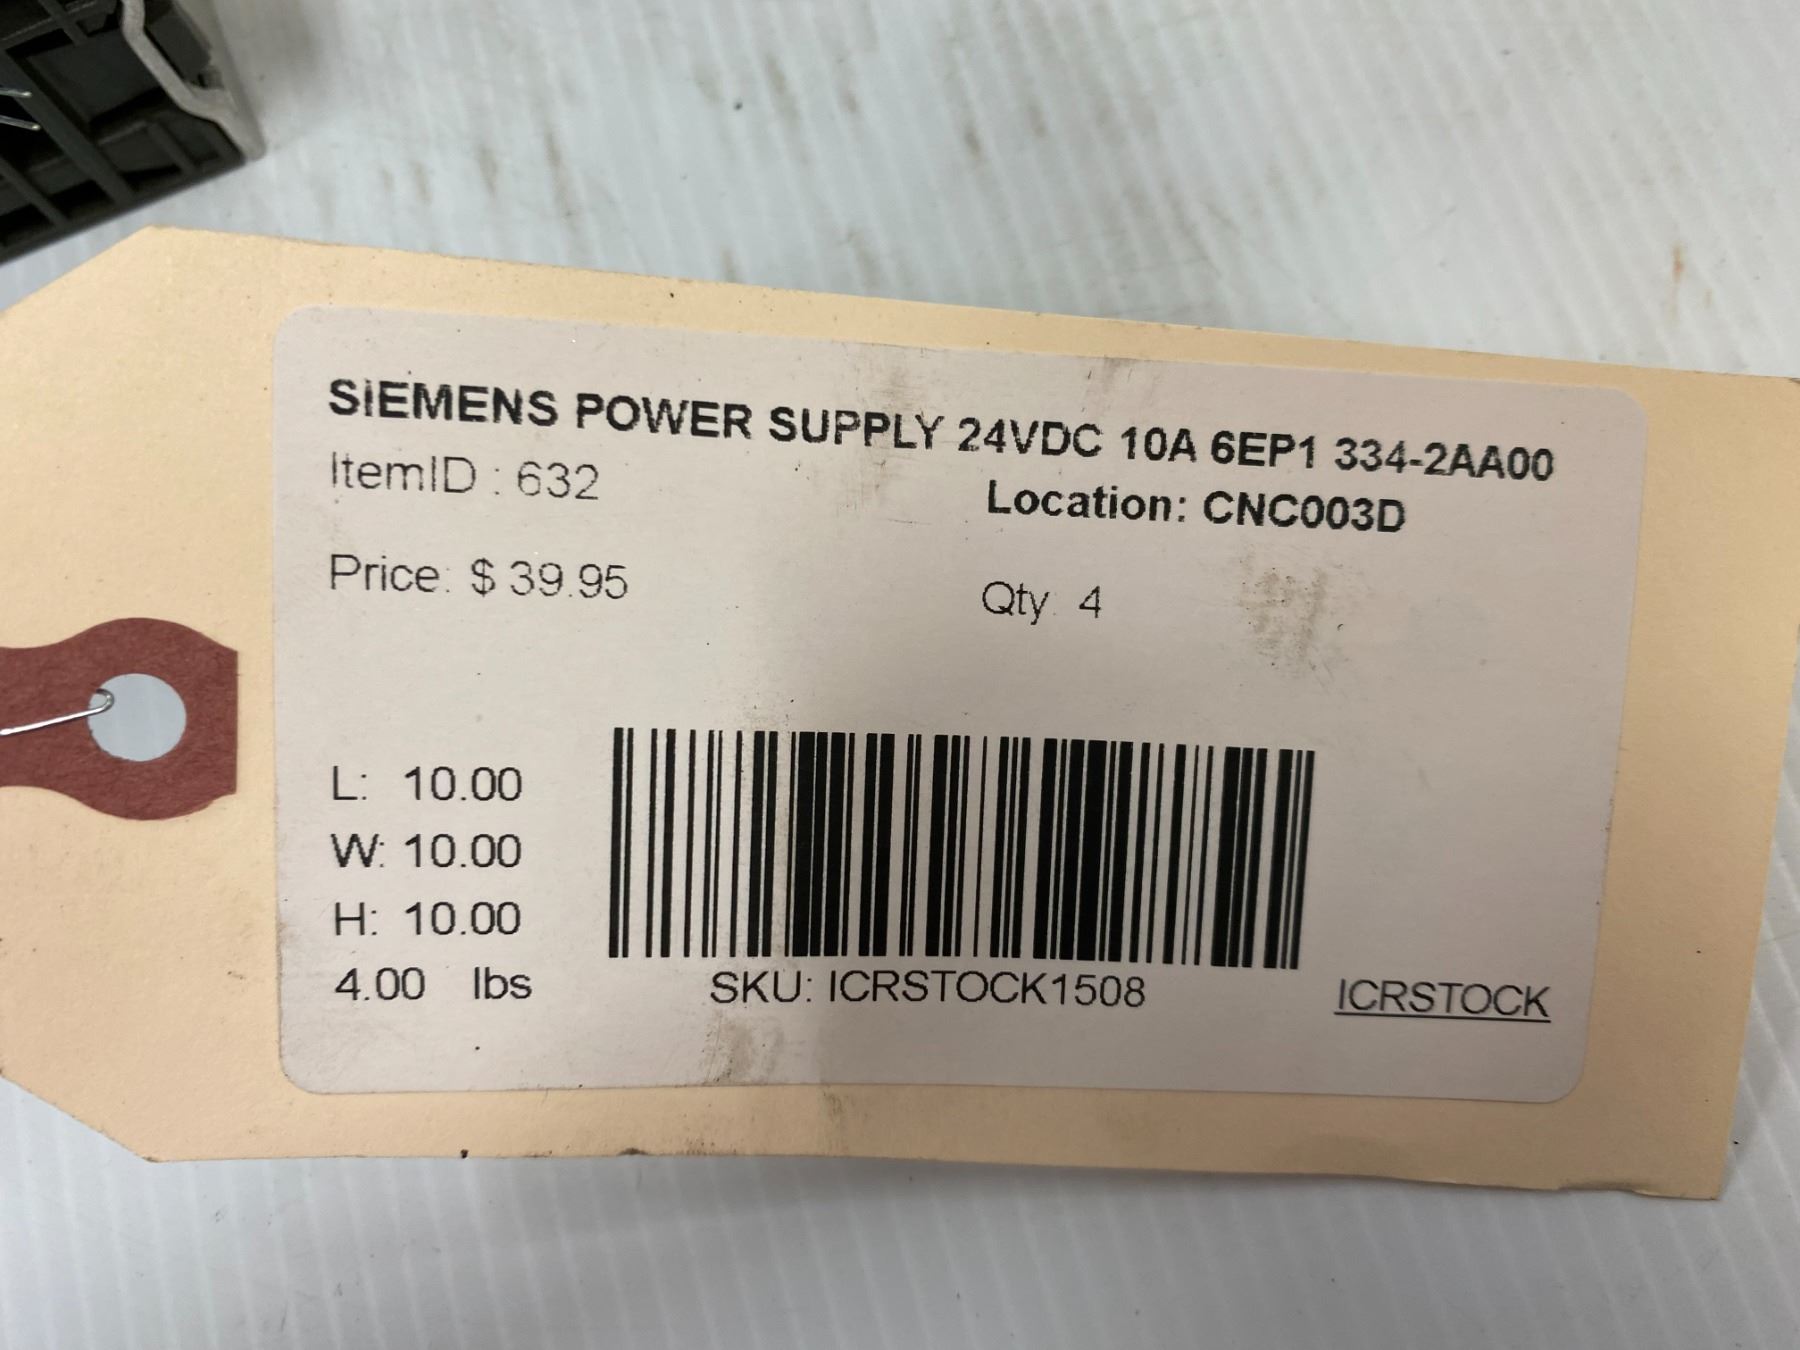 SIEMENS POWER SUPPLY 24VDC 10A 6EP1 334-2AA00
ItemID : 632
Location: CNC003D
Price: $ 39.95
Qty: 4
L: 10.00
W: 10.00
H: 10.00
4.00 lbs
SKU: ICRSTOCK1508
ICRSTOCK